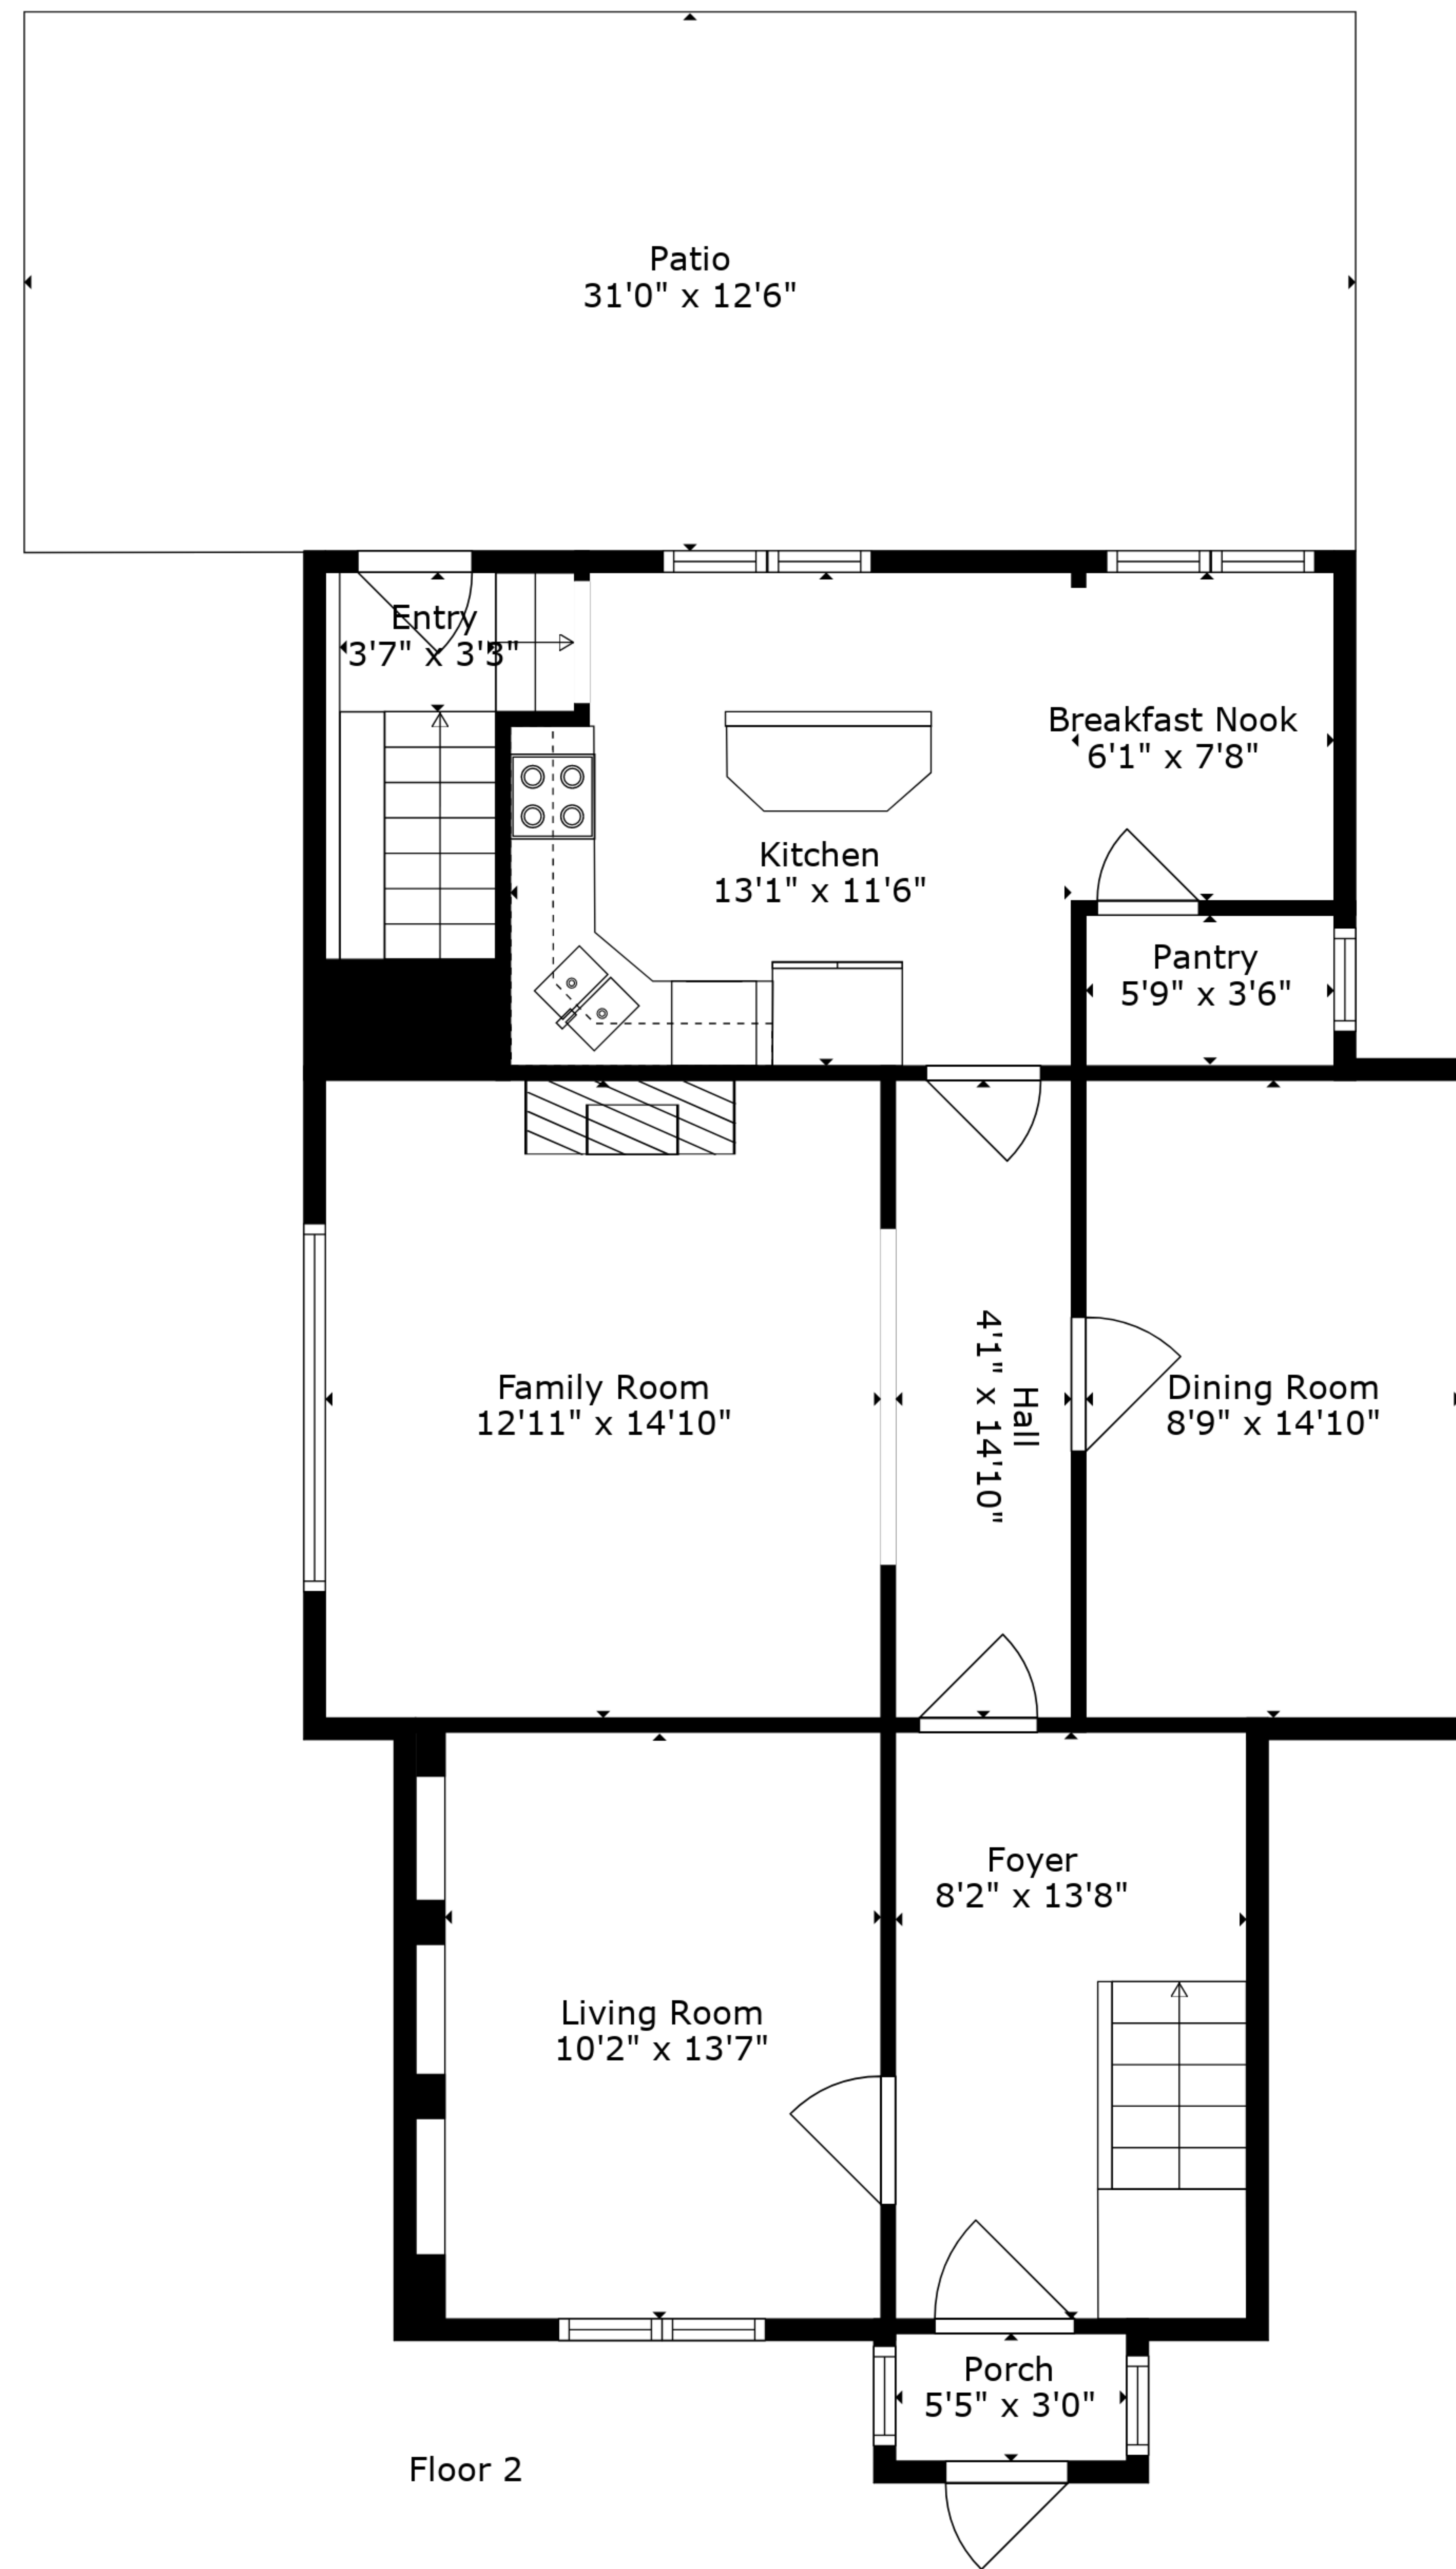 Patio
31'0" x 12'6"
Entry
3'7" x 3'3"
Breakfast Nook
6'1" x 7'8"
Kitchen
13'1" x 11'6"
Pantry
5'9" x 3'6"
Family Room
12'11" x 14'10"
Hall
4'1" x 14'10"
Dining Room
8'9" x 14'10"
Foyer
8'2" x 13'8"
Living Room
10'2" x 13'7"
Porch
5'5" x 3'0"
Floor 2